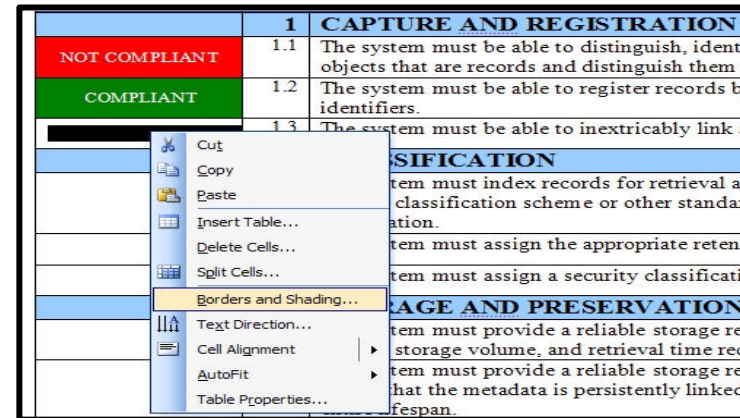 1 CAPTURE AND REGISTRATION
NOT COMPLIANT 1.1 The system must be able to distinguish, ident
objects that are records and distinguish them
COMPLIANT 1.2 The system must be able to register records b
identifiers.
1.3 The system must be able to inextricably link
SSIFICATION
tem must index records for retrieval a
classification scheme or other standa
ation.
tem must assign the appropriate reten
tem must assign a security classificati
RAGE AND PRESERVATION
tem must provide a reliable storage re
storage volume, and retrieval time rec
tem must provide a reliable storage re
hat the metadata is persistently linked
ifespan.
Cut
Copy
Paste
Insert Table...
Delete Cells...
Split Cells...
Borders and Shading...
Text Direction...
Cell Alignment
AutoFit
Table Properties...